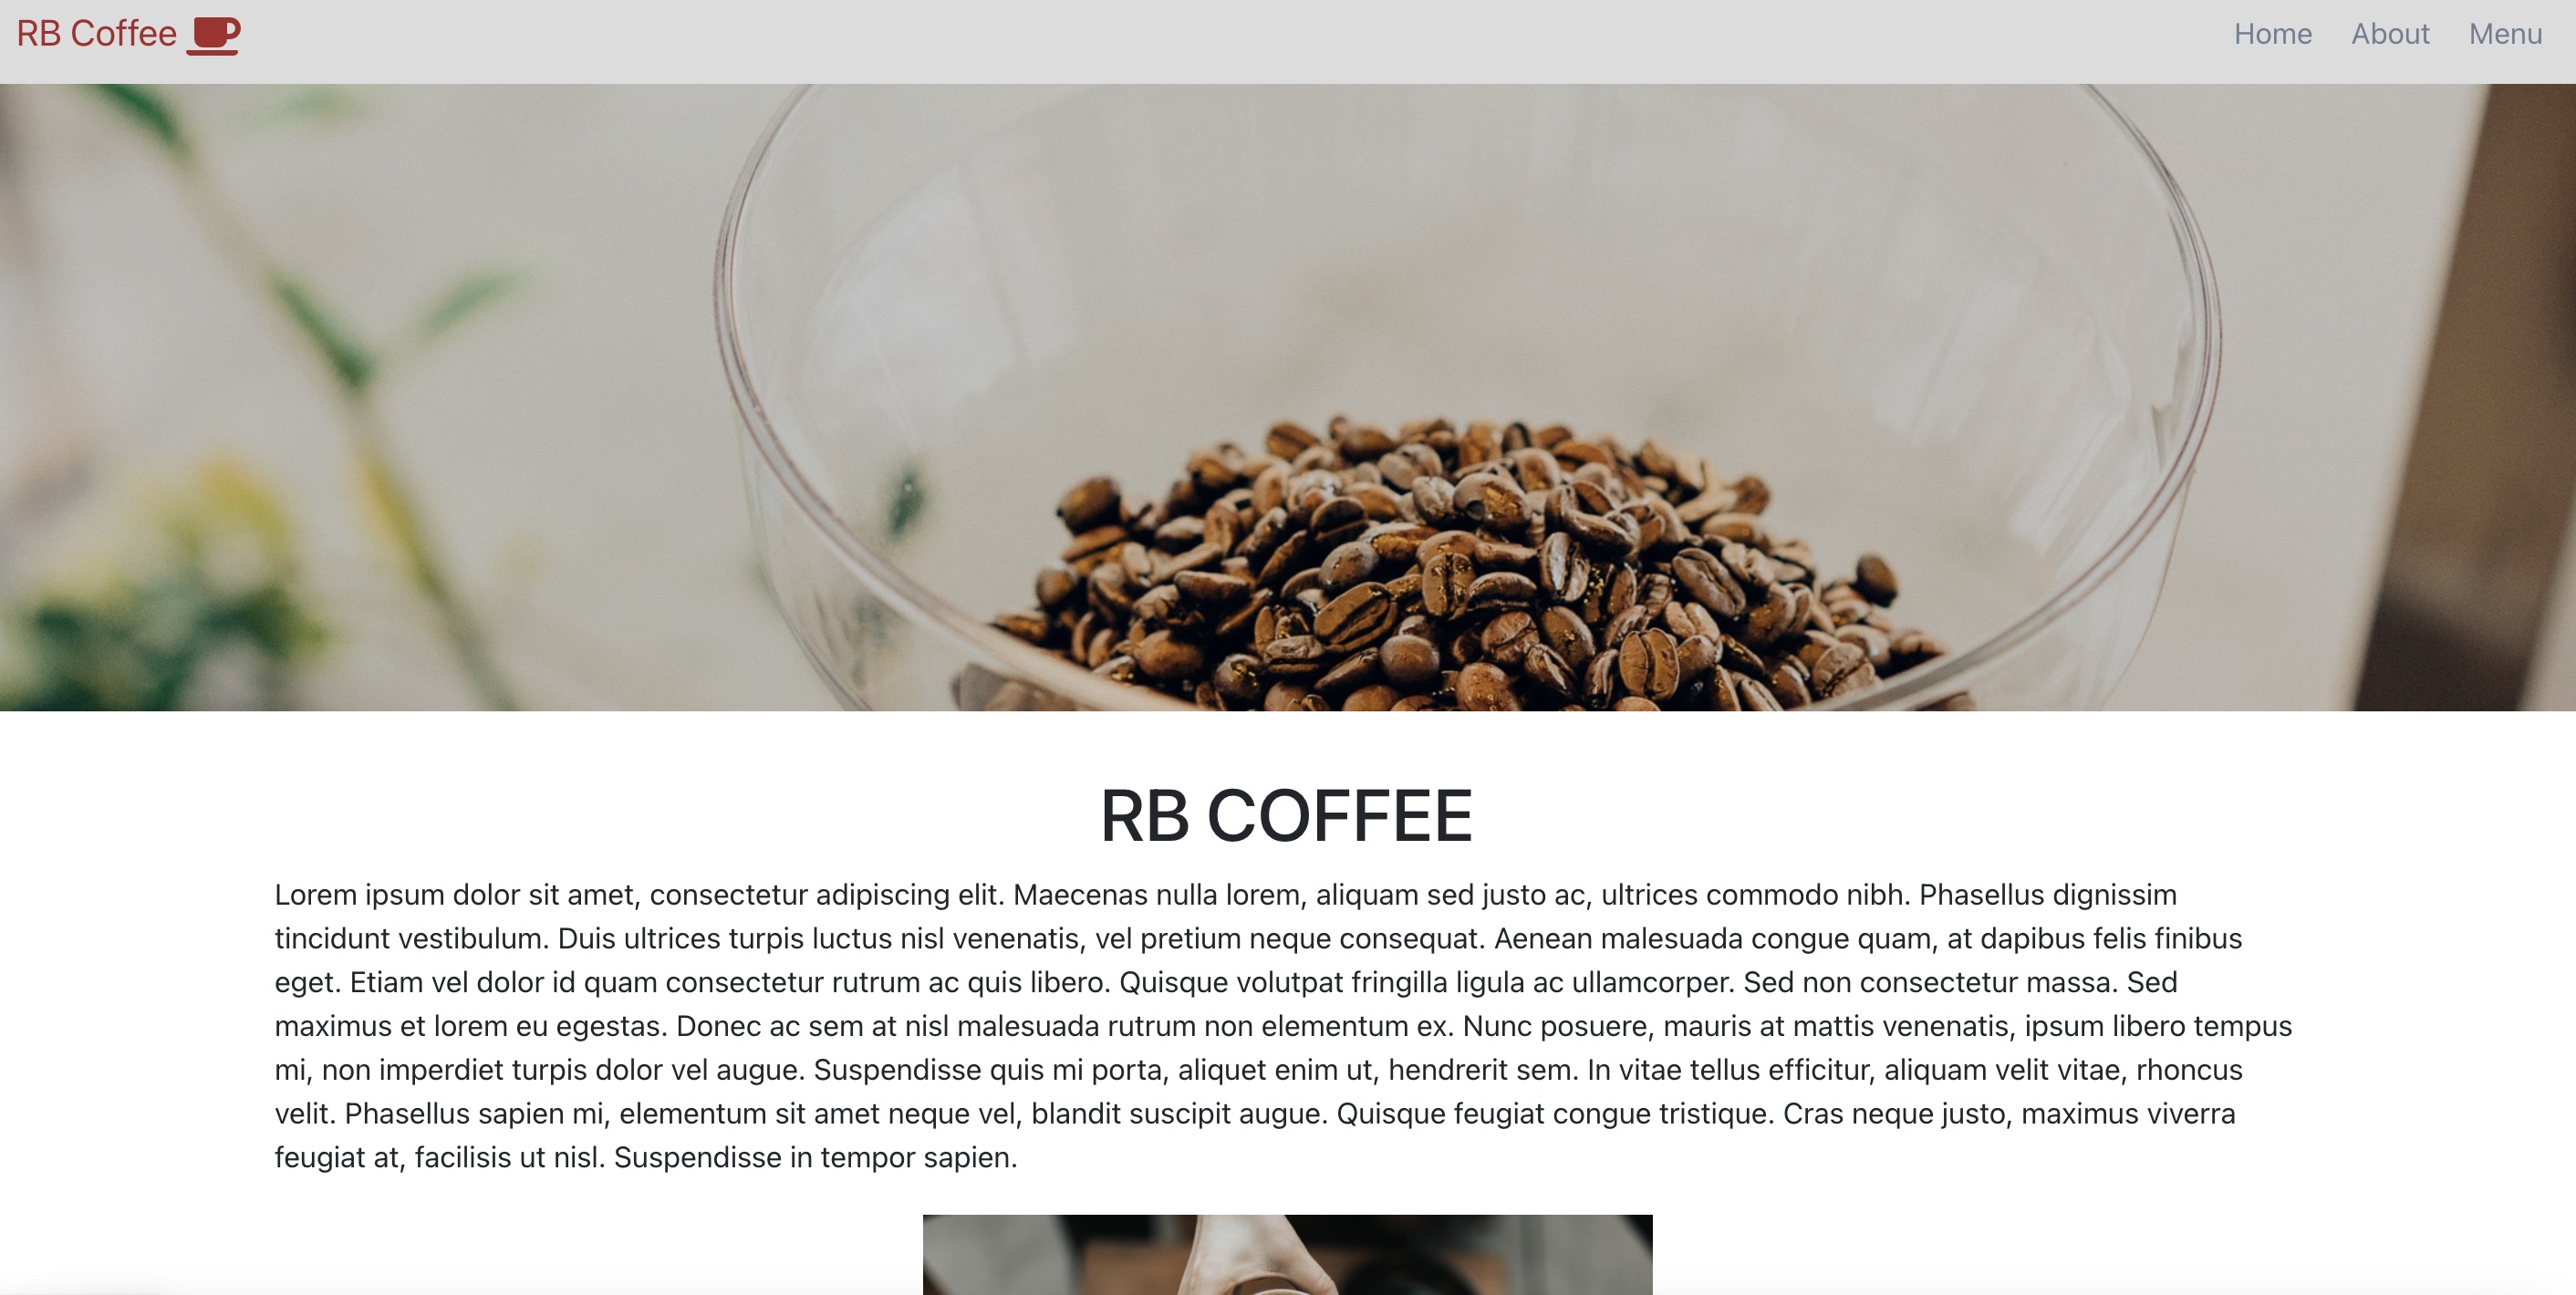 RB Coffee
Home About Menu
RB COFFEE
Lorem ipsum dolor sit amet, consectetur adipiscing elit. Maecenas nulla lorem, aliquam sed justo ac, ultrices commodo nibh. Phasellus dignissim
tincidunt vestibulum. Duis ultrices turpis luctus nisl venenatis, vel pretium neque consequat. Aenean malesuada congue quam, at dapibus felis finibus
eget. Etiam vel dolor id quam consectetur rutrum ac quis libero. Quisque volutpat fringilla ligula ac ullamcorper. Sed non consectetur massa. Sed
maximus et lorem eu egestas. Donec ac sem at nisl malesuada rutrum non elementum ex. Nunc posuere, mauris at mattis venenatis, ipsum libero tempus
mi, non imperdiet turpis dolor vel augue. Suspendisse quis mi porta, aliquet enim ut, hendrerit sem. In vitae tellus efficitur, aliquam velit vitae, rhoncus
velit. Phasellus sapien mi, elementum sit amet neque vel, blandit suscipit augue. Quisque feugiat congue tristique. Cras neque justo, maximus viverra
feugiat at, facilisis ut nisl. Suspendisse in tempor sapien.